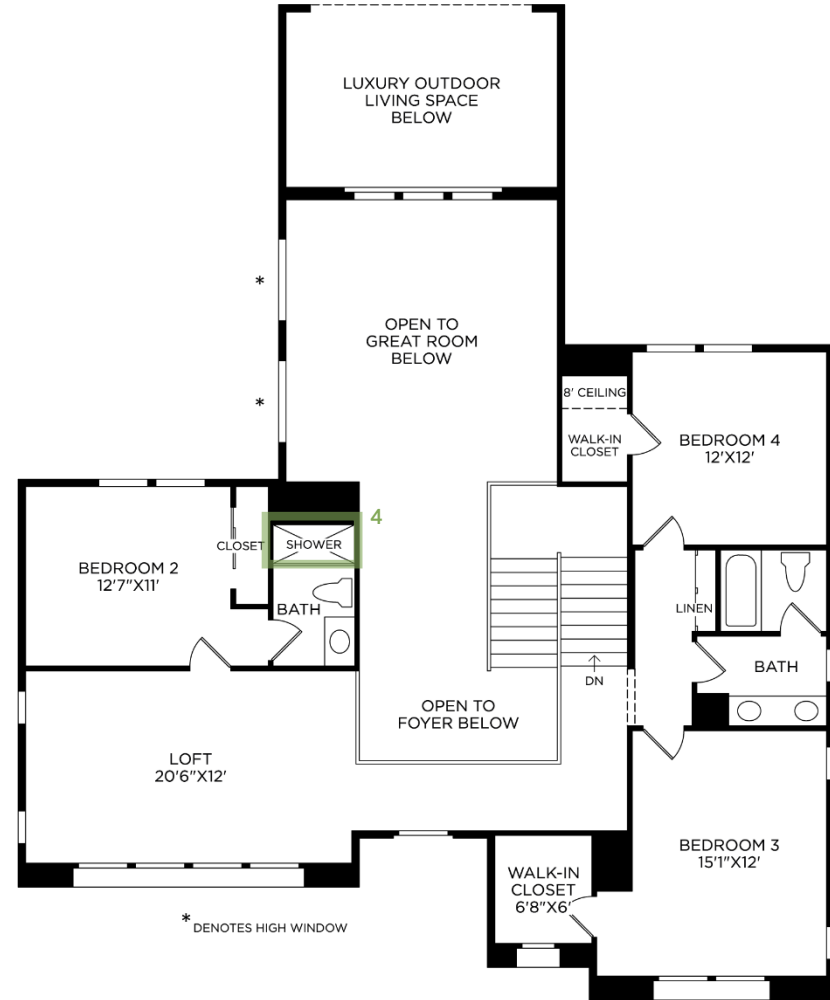 LUXURY OUTDOOR
LIVING SPACE
BELOW
*
OPEN TO
GREAT ROOM
BELOW
*
8' CEILING
WALK-IN
CLOSET
BEDROOM 4
12'X12'
4
SHOWER
CLOSET
BEDROOM 2
12'7"X11'
BATH
LINEN
BATH
DN
OPEN TO
FOYER BELOW
LOFT
20'6"X12'
BEDROOM 3
15'1"X12'
WALK-IN
CLOSET
6'8"X6'
* DENOTES HIGH WINDOW